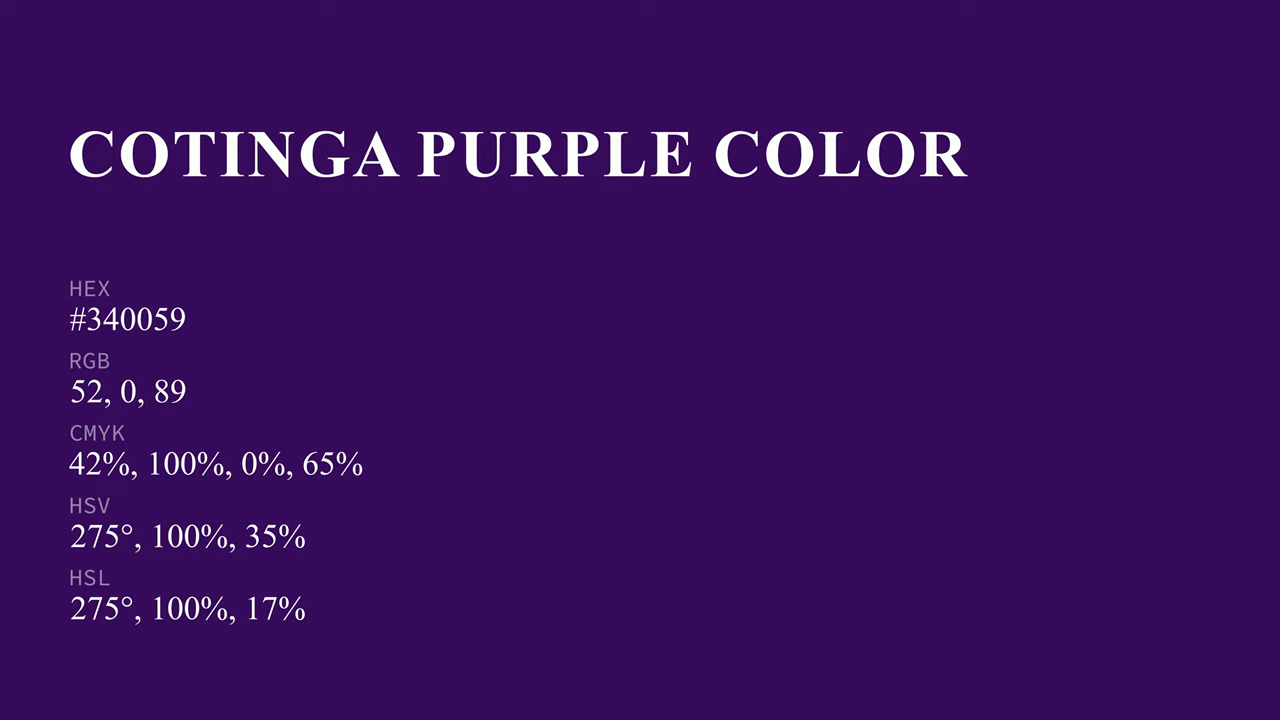 COTINGA PURPLE COLOR
HEX
#340059
RGB
52, 0, 89
CMYK
42%, 100%, 0%, 65%
HSV
275°, 100%, 35%
HSL
275°, 100%, 17%